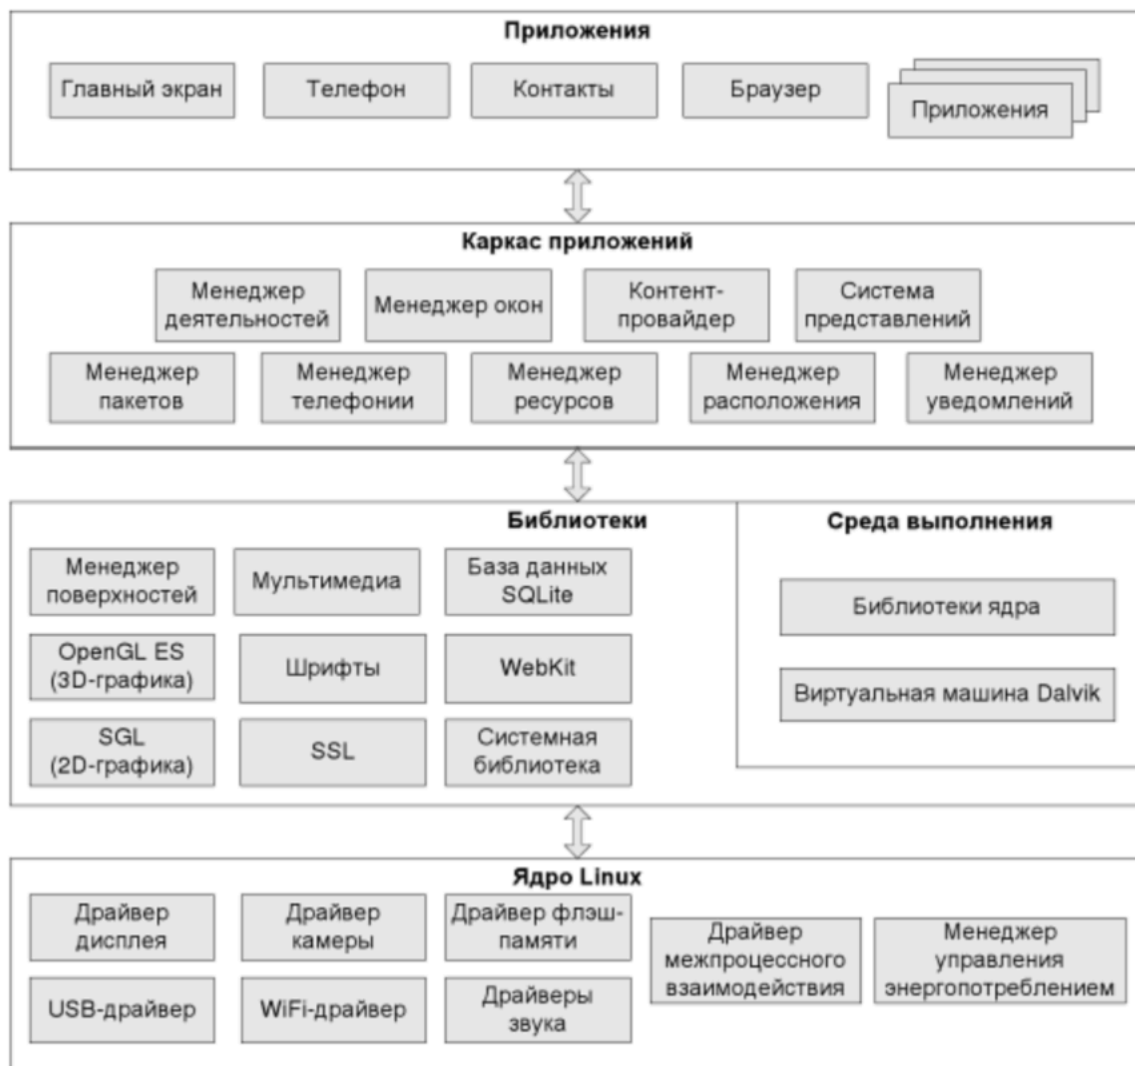 Приложения
Главный экран
Телефон
Контакты
Браузер
Приложения
Каркас приложений
Менеджер
деятельностей
Менеджер окон
Контент-
провайдер
Система
представлений
Менеджер
пакетов
Менеджер
телефонии
Менеджер
ресурсов
Менеджер
расположения
Менеджер
уведомлений
Библиотеки
Менеджер
поверхностей
Мультимедиа
База данных
SQLite
OpenGL ES
(3D-графика)
Шрифты
WebKit
SGL
(2D-графика)
SSL
Системная
библиотека
Среда выполнения
Библиотеки ядра
Виртуальная машина Dalvik
Ядро Linux
Драйвер
дисплея
Драйвер
камеры
Драйвер флэш-
памяти
USB-драйвер
WiFi-драйвер
Драйверы
звука
Драйвер
межпроцессного
взаимодействия
Менеджер
управления
энергопотреблением